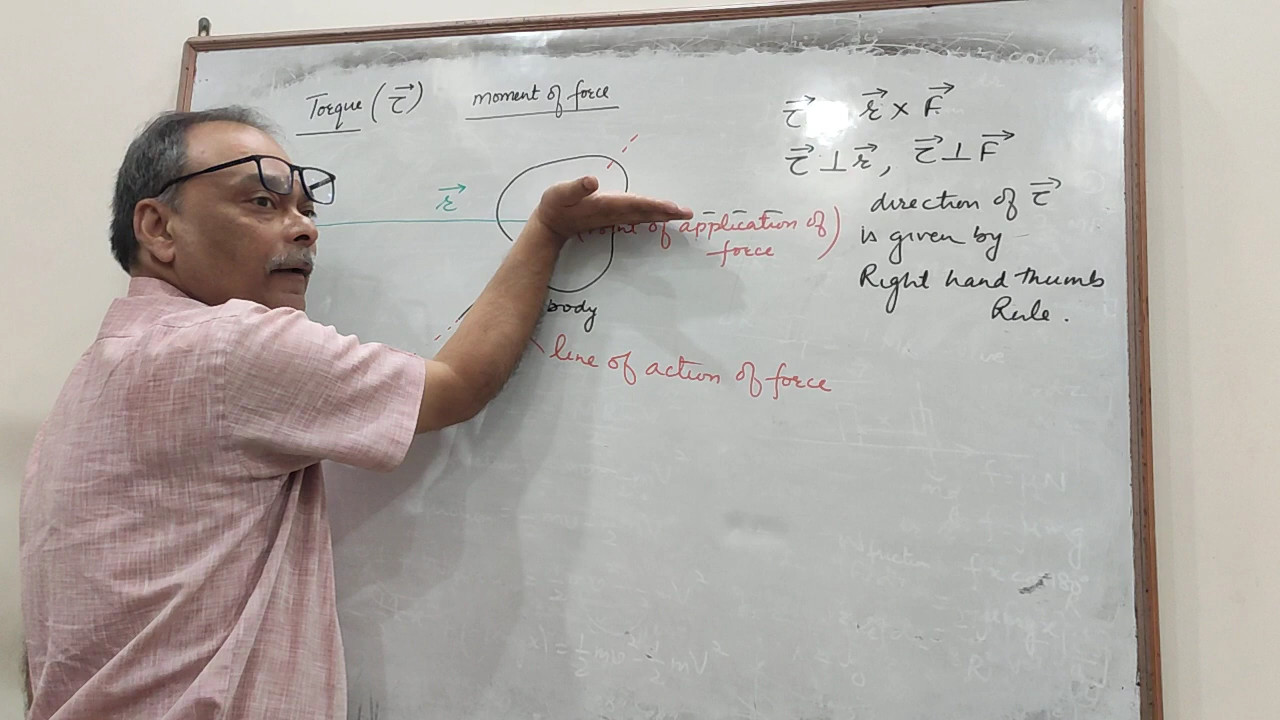 Torque (τ⃗) moment of force
r⃗
of application of)
force
body
line of action of force
τ⃗ r⃗ × F⃗
τ⃗ ⊥ r⃗, τ⃗ ⊥ F⃗
direction of τ⃗
is given by
Right hand thumb
Rule.